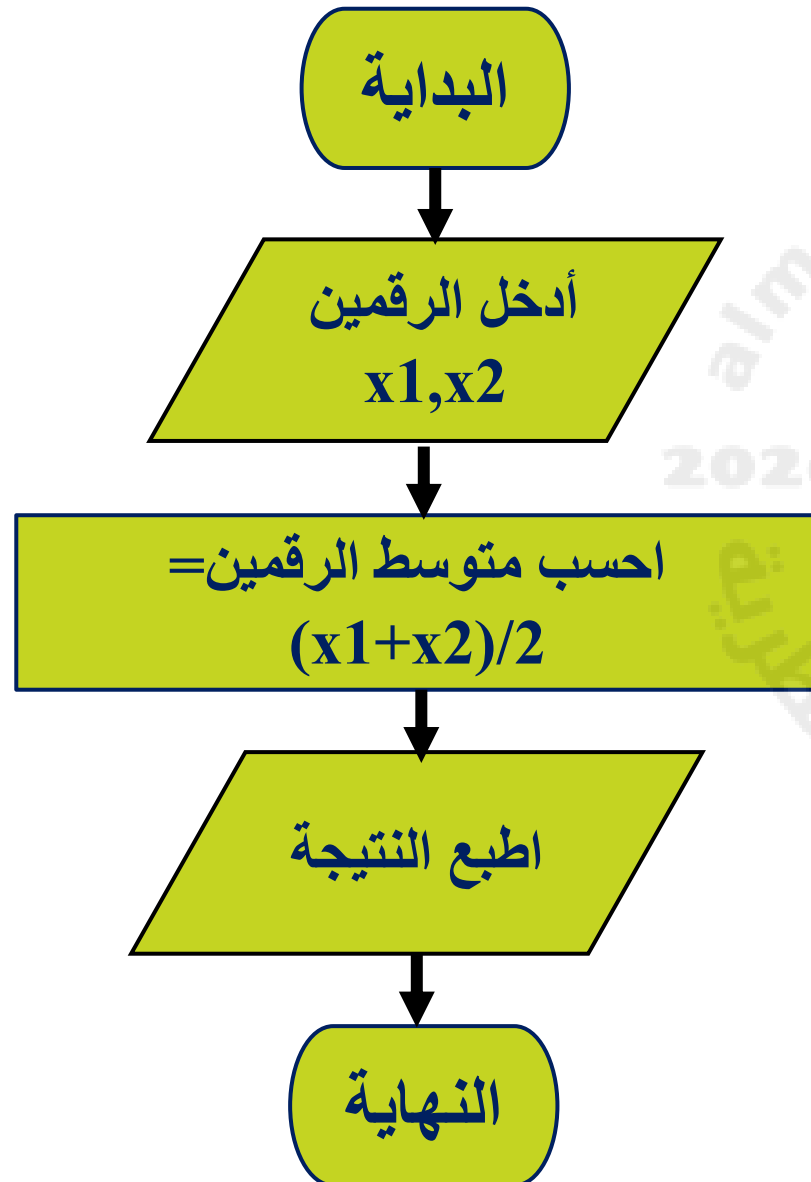 البداية
أدخل الرقمين
x1,x2
احسب متوسط الرقمين=
(x1+x2)/2
اطبع النتيجة
النهاية